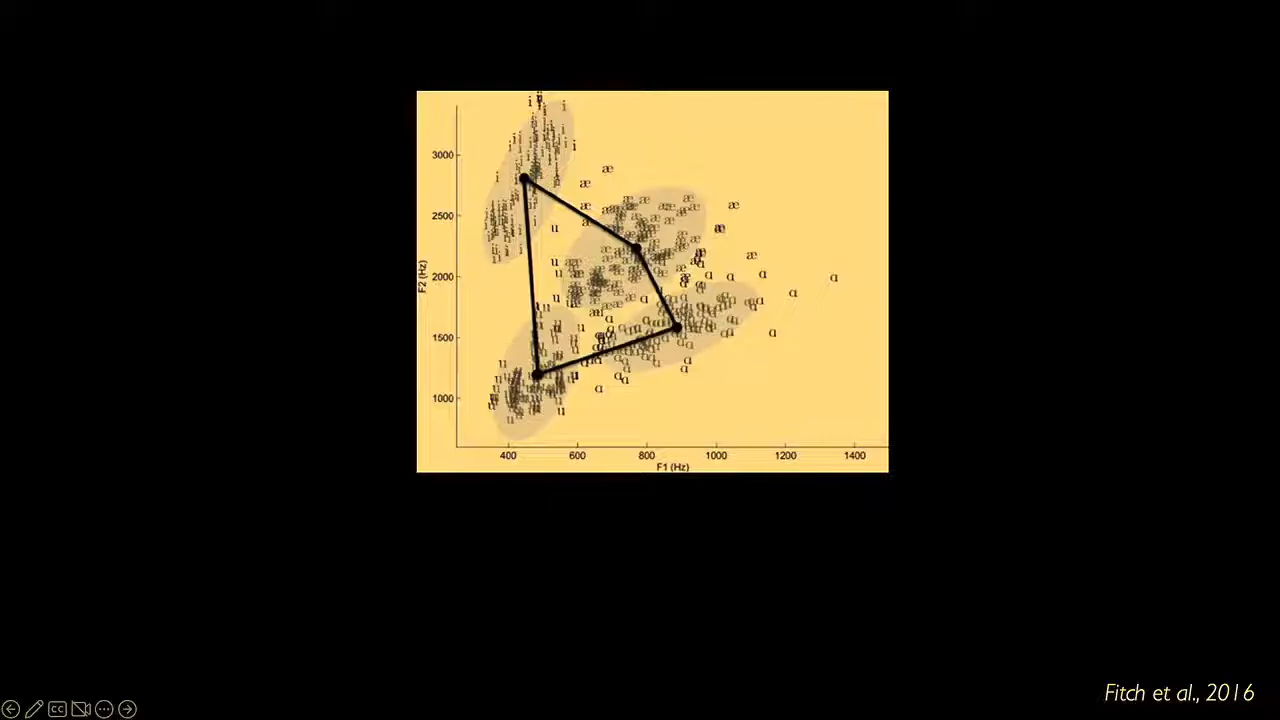 3000
2500
2000
1500
1000
F2 (Hz)
400 600 800 1000 1200 1400
F1 (Hz)
i
æ
ɑ
u
Fitch et al., 2016
CC